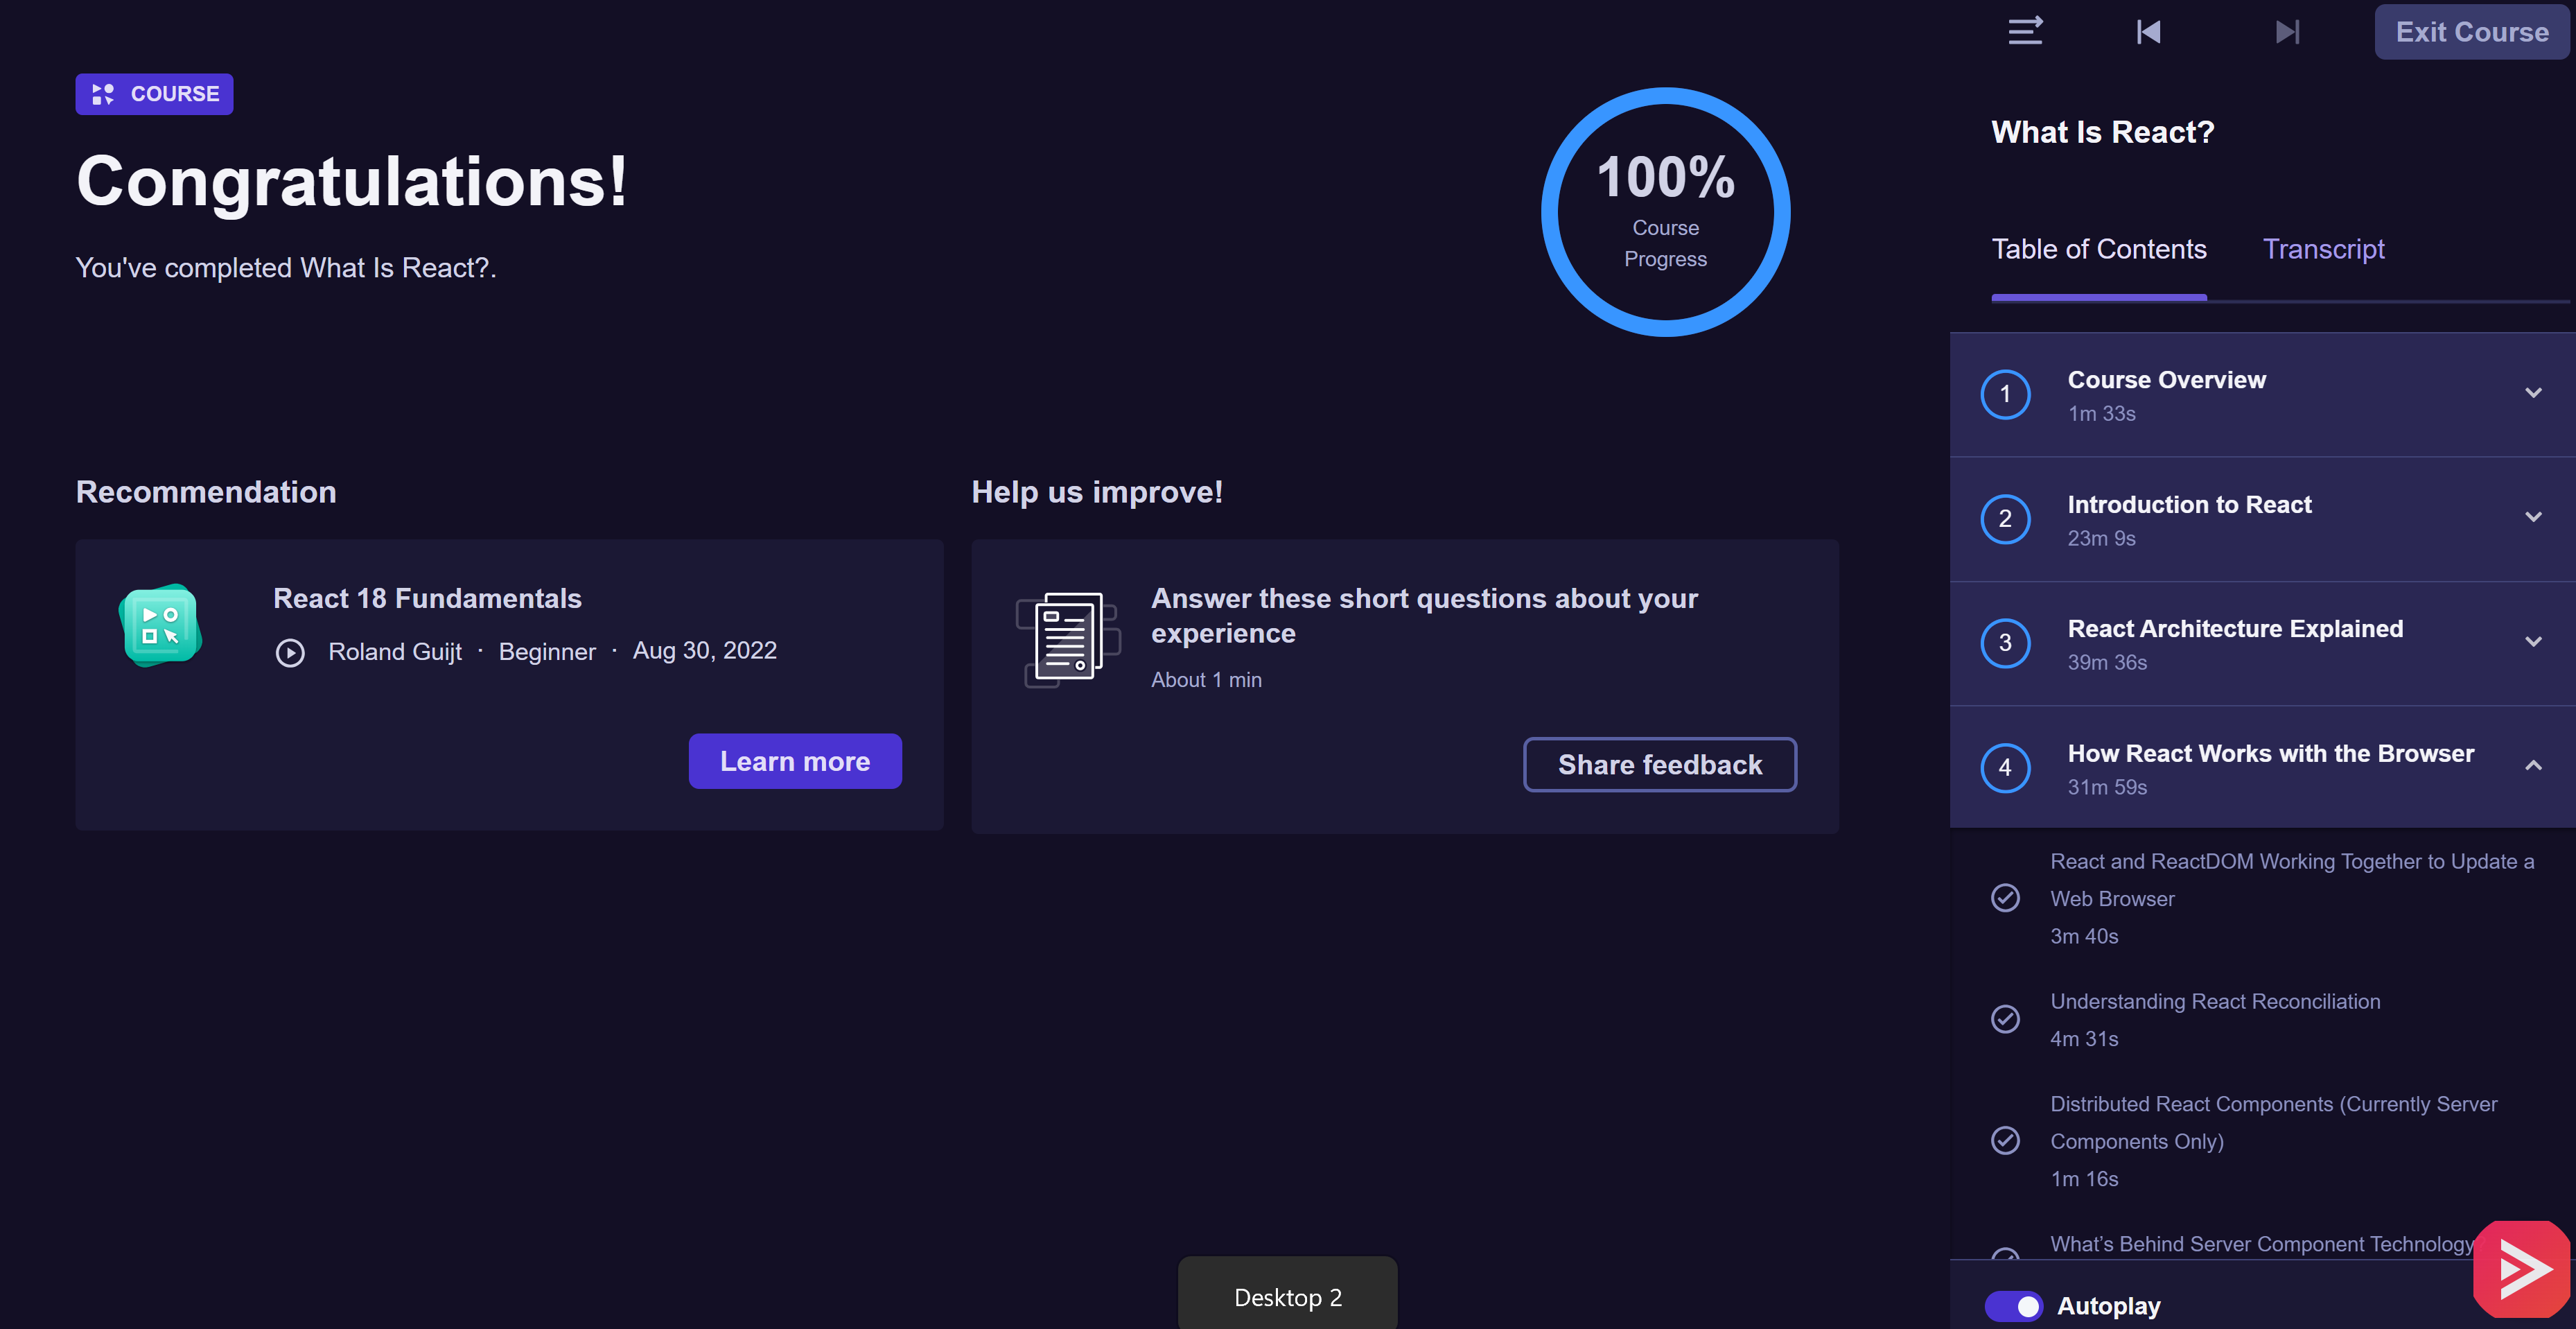 COURSE
Congratulations!
You've completed What Is React?.
100%
Course
Progress
Recommendation
React 18 Fundamentals
Roland Guijt · Beginner · Aug 30, 2022
Learn more
Help us improve!
Answer these short questions about your
experience
About 1 min
Share feedback
Exit Course
What Is React?
Table of Contents Transcript
1
Course Overview
1m 33s
2
Introduction to React
23m 9s
3
React Architecture Explained
39m 36s
4
How React Works with the Browser
31m 59s
React and ReactDOM Working Together to Update a
Web Browser
3m 40s
Understanding React Reconciliation
4m 31s
Distributed React Components (Currently Server
Components Only)
1m 16s
What’s Behind Server Component Technology
Autoplay
Desktop 2